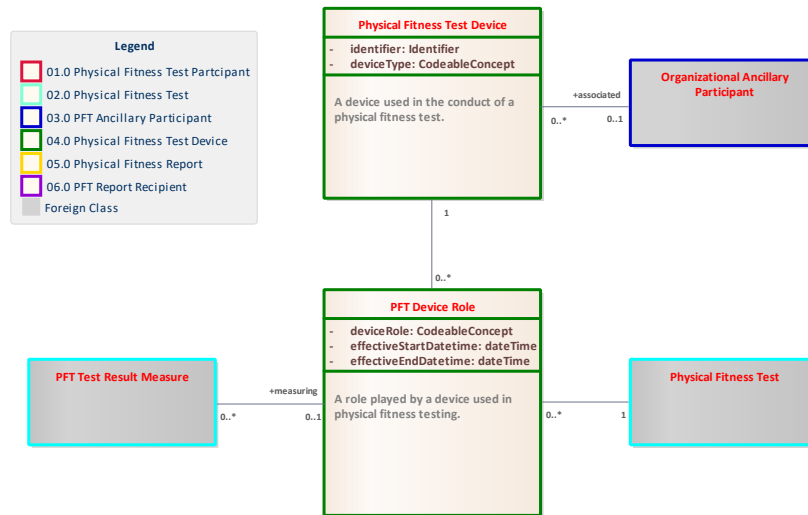 Legend
01.0 Physical Fitness Test Partcipant
02.0 Physical Fitness Test
03.0 PFT Ancillary Participant
04.0 Physical Fitness Test Device
05.0 Physical Fitness Report
06.0 PFT Report Recipient
Foreign Class
Physical Fitness Test Device
- identifier: Identifier
- deviceType: CodeableConcept
A device used in the conduct of a
physical fitness test.
+associated
0..*
0..1
Organizational Ancillary
Participant
1
0..*
PFT Device Role
- deviceRole: CodeableConcept
- effectiveStartDatetime: dateTime
- effectiveEndDatetime: dateTime
A role played by a device used in
physical fitness testing.
PFT Test Result Measure
+measuring
0..*
0..1
0..*
1
Physical Fitness Test